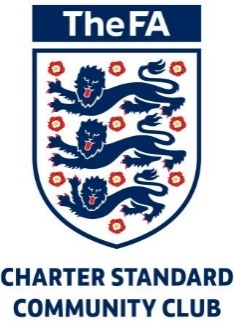 TheFA
CHARTER STANDARD
COMMUNITY CLUB